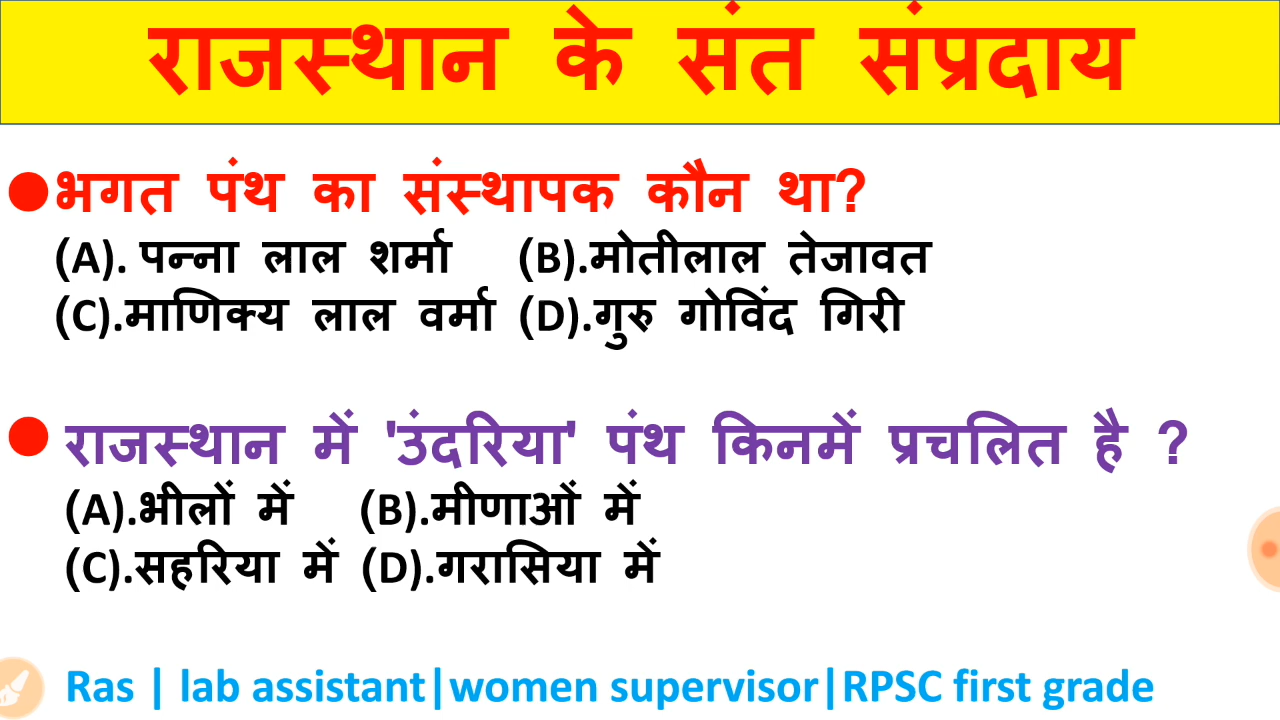 राजस्थान के संत संप्रदाय
भगत पंथ का संस्थापक कौन था?
(A). पन्ना लाल शर्मा (B).मोतीलाल तेजावत
(C).माणिक्य लाल वर्मा (D).गुरु गोविंद गिरी
राजस्थान में 'उंदरिया' पंथ किनमें प्रचलित है ?
(A).भीलों में (B).मीणाओं में
(C).सहरिया में (D).गरासिया में
Ras | lab assistant|women supervisor|RPSC first grade